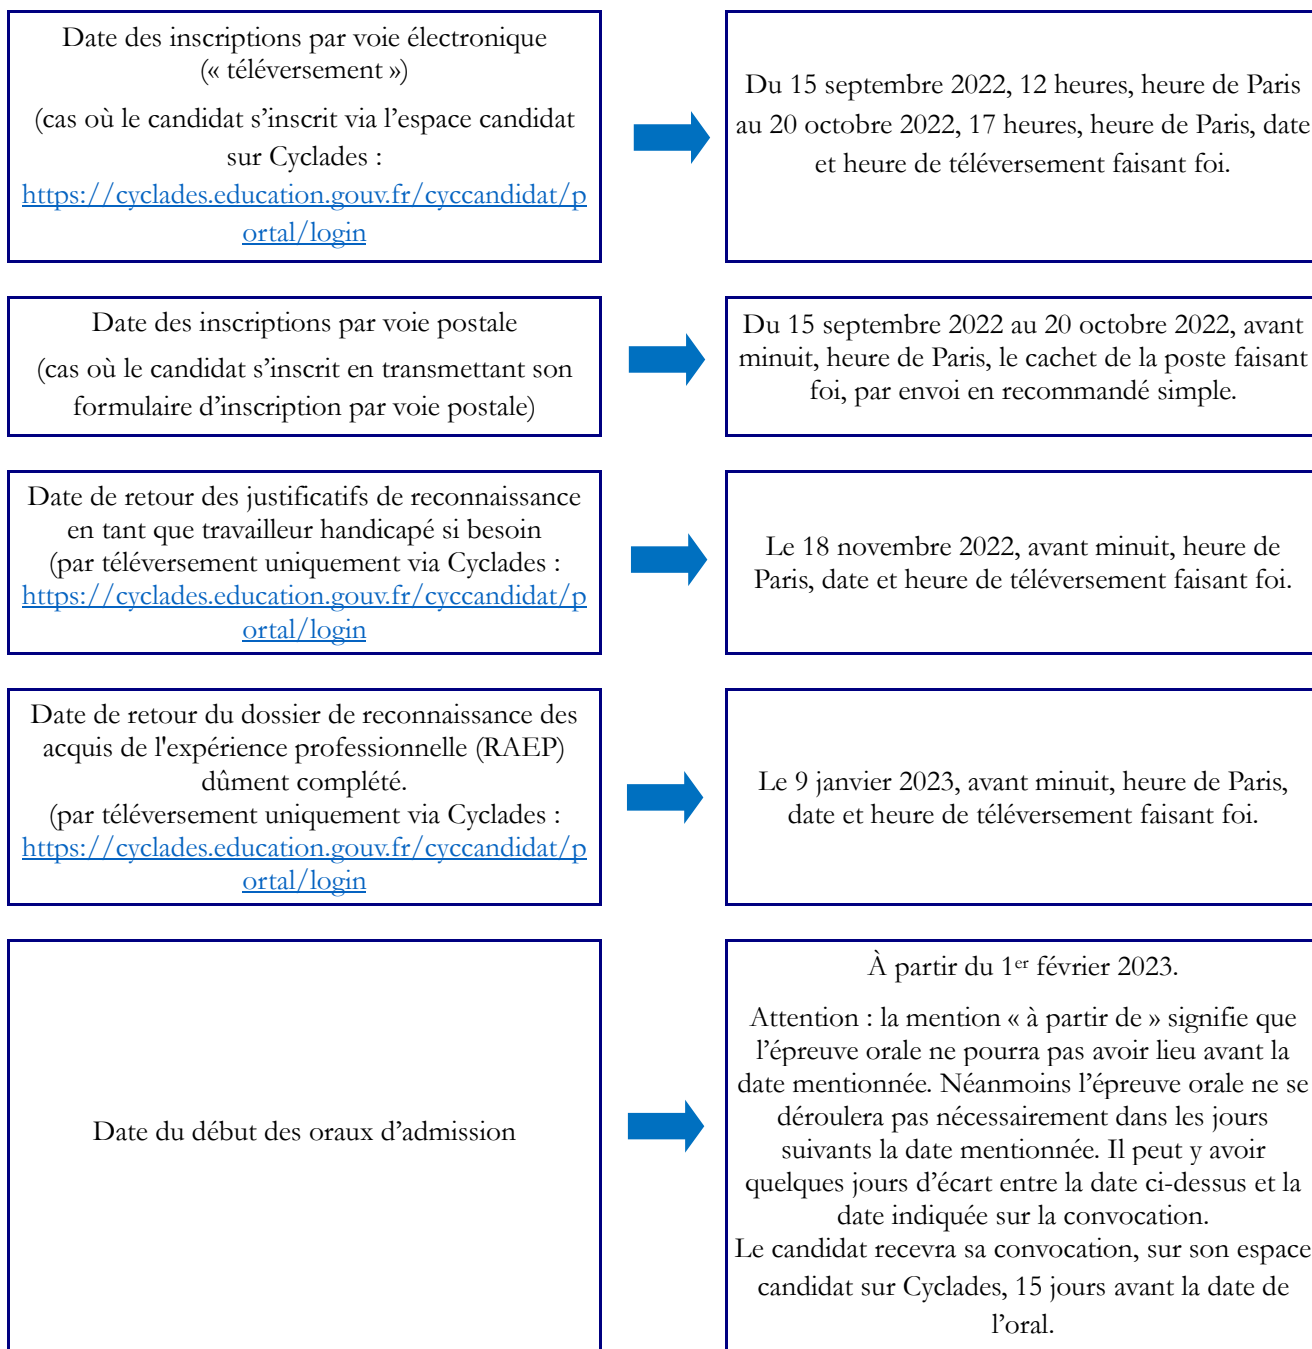 Date des inscriptions par voie électronique
(« téléversement »)
(cas où le candidat s’inscrit via l’espace candidat
sur Cyclades :
https://cyclades.education.gouv.fr/cyccandidat/p
ortal/login
Du 15 septembre 2022, 12 heures, heure de Paris
au 20 octobre 2022, 17 heures, heure de Paris, date
et heure de téléversement faisant foi.
Date des inscriptions par voie postale
(cas où le candidat s’inscrit en transmettant son
formulaire d’inscription par voie postale)
Du 15 septembre 2022 au 20 octobre 2022, avant
minuit, heure de Paris, le cachet de la poste faisant
foi, par envoi en recommandé simple.
Date de retour des justificatifs de reconnaissance
en tant que travailleur handicapé si besoin
(par téléversement uniquement via Cyclades :
https://cyclades.education.gouv.fr/cyccandidat/p
ortal/login
Le 18 novembre 2022, avant minuit, heure de
Paris, date et heure de téléversement faisant foi.
Date de retour du dossier de reconnaissance des
acquis de l'expérience professionnelle (RAEP)
dûment complété.
(par téléversement uniquement via Cyclades :
https://cyclades.education.gouv.fr/cyccandidat/p
ortal/login
Le 9 janvier 2023, avant minuit, heure de Paris,
date et heure de téléversement faisant foi.
Date du début des oraux d’admission
À partir du 1er février 2023.
Attention : la mention « à partir de » signifie que
l’épreuve orale ne pourra pas avoir lieu avant la
date mentionnée. Néanmoins l’épreuve orale ne se
déroulera pas nécessairement dans les jours
suivants la date mentionnée. Il peut y avoir
quelques jours d’écart entre la date ci-dessus et la
date indiquée sur la convocation.
Le candidat recevra sa convocation, sur son espace
candidat sur Cyclades, 15 jours avant la date de
l’oral.